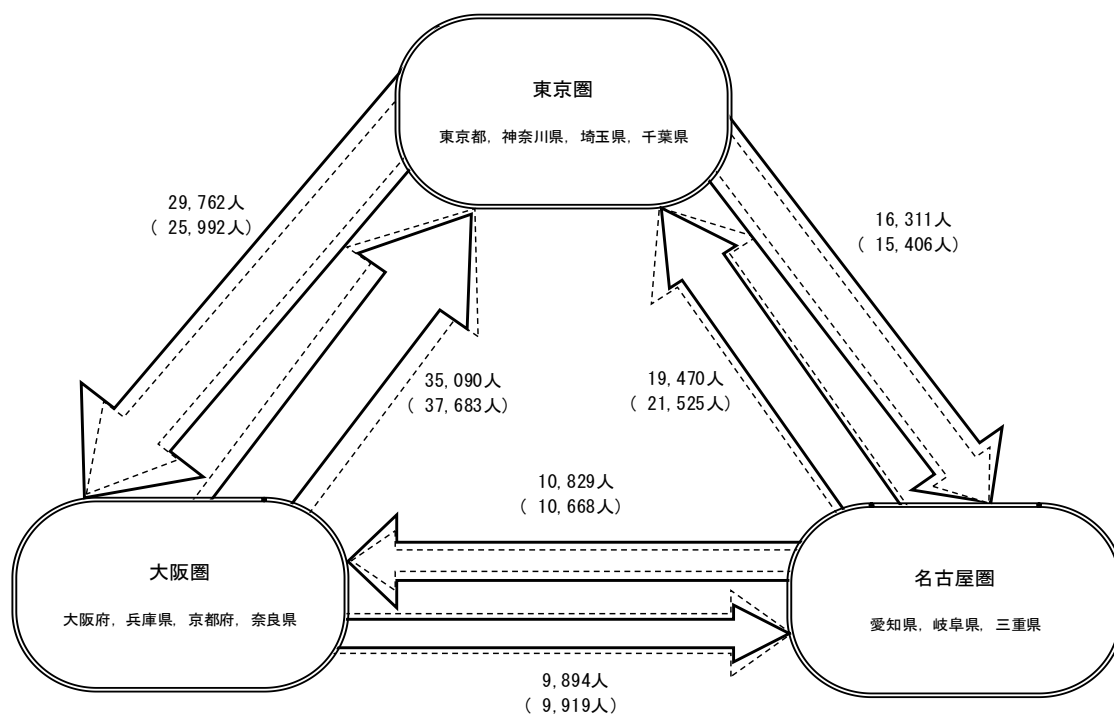 東京圏
東京都，神奈川県，埼玉県，千葉県
29,762人
( 25,992人)
16,311人
( 15,406人)
35,090人
( 37,683人)
19,470人
( 21,525人)
10,829人
( 10,668人)
大阪圏
大阪府，兵庫県，京都府，奈良県
名古屋圏
愛知県，岐阜県，三重県
9,894人
( 9,919人)